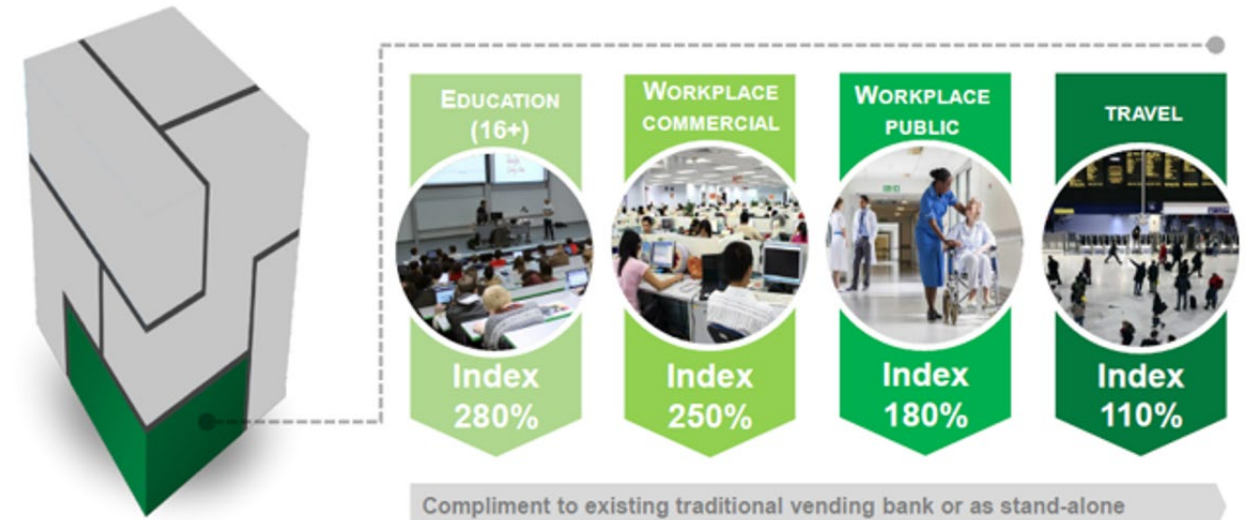 EDUCATION
(16+)
WORKPLACE
COMMERCIAL
WORKPLACE
PUBLIC
TRAVEL
Index
280%
Index
250%
Index
180%
Index
110%
Compliment to existing traditional vending bank or as stand-alone